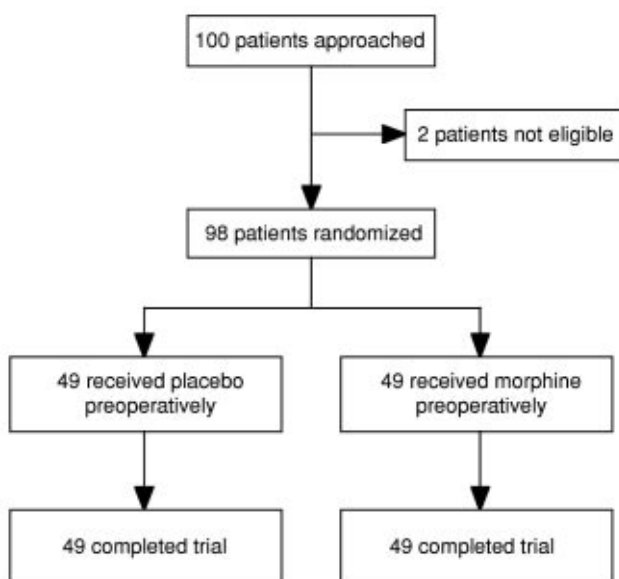 100 patients approached
2 patients not eligible
98 patients randomized
49 received placebo
preoperatively
49 received morphine
preoperatively
49 completed trial
49 completed trial